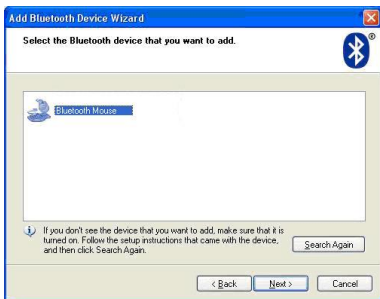 Add Bluetooth Device Wizard
Select the Bluetooth device that you want to add.
®
Bluetooth Mouse
If you don't see the device that you want to add, make sure that it is
turned on. Follow the setup instructions that came with the device,
and then click Search Again.
Search Again
< Back
Next >
Cancel